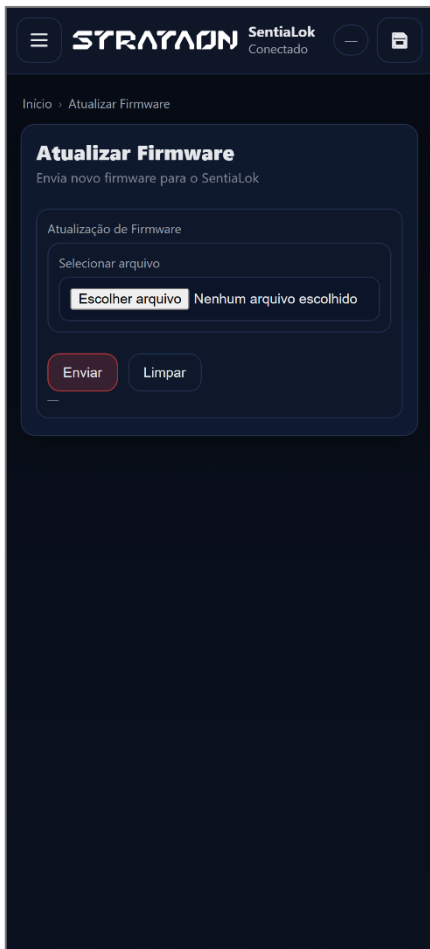 STRATAON
SentiaLok
Conectado
—
Início › Atualizar Firmware
Atualizar Firmware
Envia novo firmware para o SentiaLok
Atualização de Firmware
Selecionar arquivo
Escolher arquivo Nenhum arquivo escolhido
Enviar Limpar
—